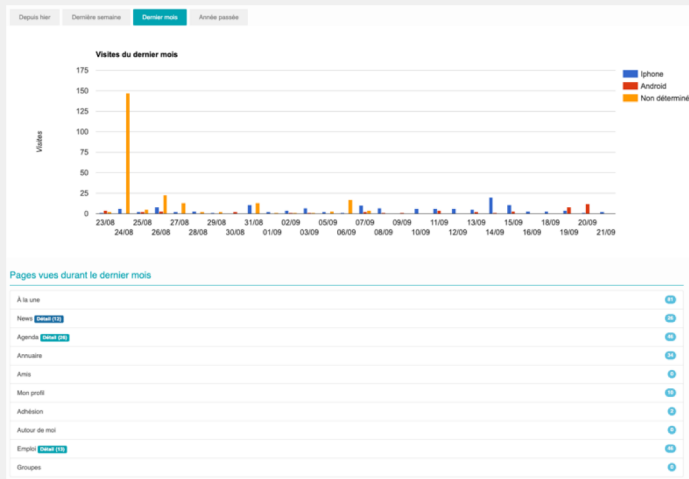 Depuis hier Dernière semaine Dernier mois Année passée
Visites du dernier mois
175
150
125
100
75
50
25
0
Visites
Iphone
Android
Non déterminé
23/08 25/08 27/08 29/08 31/08 02/09 05/09 07/09 09/09 11/09 13/09 15/09 18/09 20/09
24/08 26/08 28/08 30/08 01/09 03/09 06/09 08/09 10/09 12/09 14/09 16/09 19/09 21/09
Pages vues durant le dernier mois
À la une
News Détail (12)
Agenda Détail (26)
Annuaire
Amis
Mon profil
Adhésion
Autour de moi
Emploi Détail (13)
Groupes